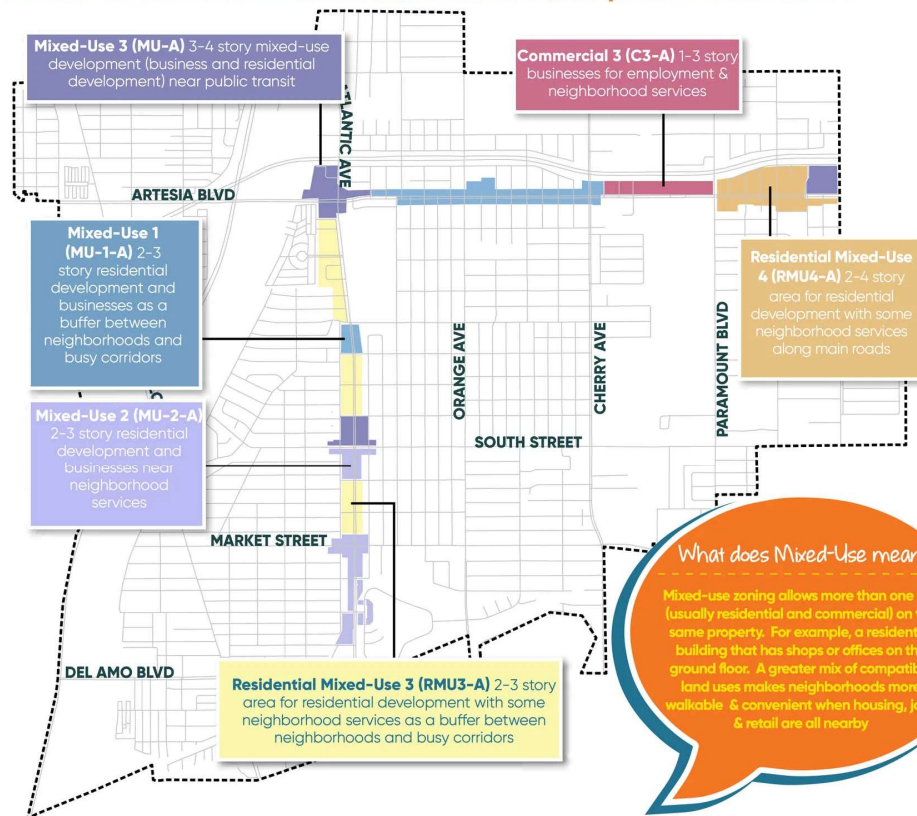 Mixed-Use 3 (MU-A) 3-4 story mixed-use
development (business and residential
development) near public transit
Commercial 3 (C3-A) 1-3 story
businesses for employment &
neighborhood services
ARTESIA BLVD
Mixed-Use 1
(MU-1-A) 2-3
story residential
development and
businesses as a
buffer between
neighborhoods and
busy corridors
Residential Mixed-Use
4 (RMU4-A) 2-4 story
area for residential
development with some
neighborhood services
along main roads
ORANGE AVE
CHERRY AVE
PARAMOUNT BLVD
Mixed-Use 2 (MU-2-A)
2-3 story residential
development and
businesses near
neighborhood
services
SOUTH STREET
MARKET STREET
DEL AMO BLVD
Residential Mixed-Use 3 (RMU3-A) 2-3 story
area for residential development with some
neighborhood services as a buffer between
neighborhoods and busy corridors
What does Mixed-Use mean
Mixed-use zoning allows more than one
(usually residential and commercial) on
same property. For example, a
building that has shops or offices on
ground floor. A greater mix of
land uses makes neighborhoods more
walkable & convenient when housing,
& retail are all nearby